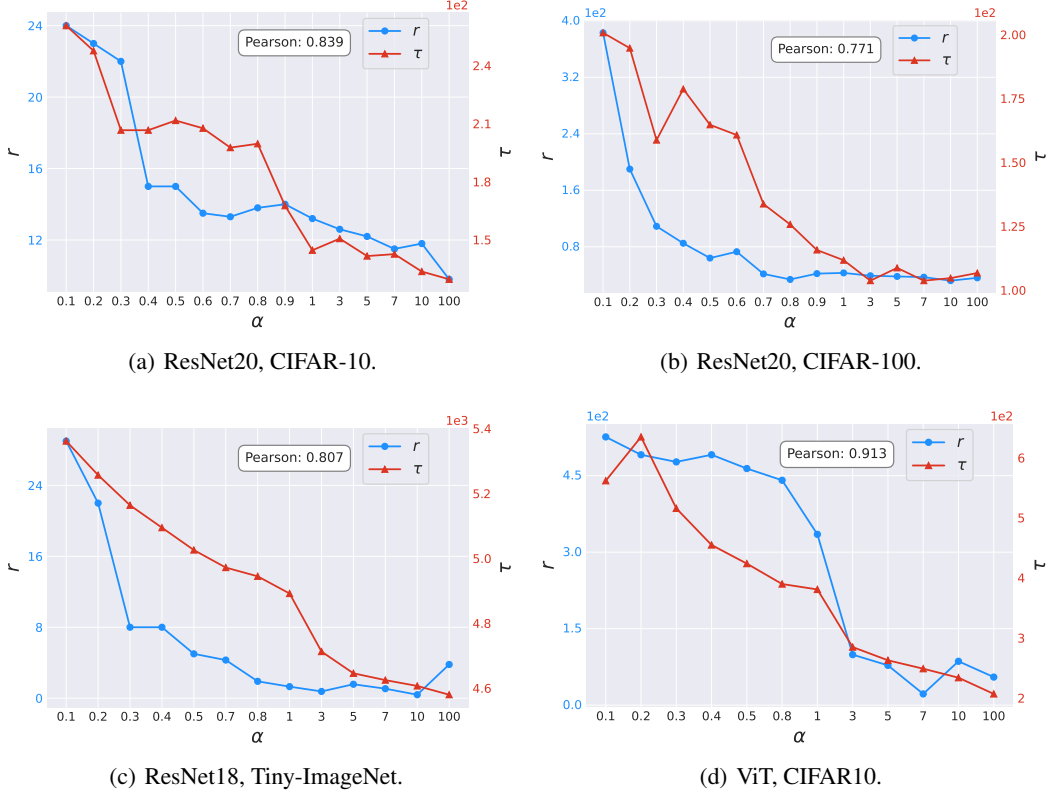 1e2
24
20
16
12
r
2.4
2.1
1.8
1.5
τ
Pearson: 0.839
r
τ
0.1 0.2 0.3 0.4 0.5 0.6 0.7 0.8 0.9 1 3 5 7 10 100
α
(a) ResNet20, CIFAR-10.
4.0 1e2
3.2
2.4
1.6
0.8
r
1e2
2.00
1.75
1.50
1.25
1.00
τ
Pearson: 0.771
r
τ
0.1 0.2 0.3 0.4 0.5 0.6 0.7 0.8 0.9 1 3 5 7 10 100
α
(b) ResNet20, CIFAR-100.
24
16
8
0
r
1e3
5.4
5.2
5.0
4.8
4.6
τ
Pearson: 0.807
r
τ
0.1 0.2 0.3 0.4 0.5 0.7 0.8 1 3 5 7 10 100
α
(c) ResNet18, Tiny-ImageNet.
1e2
4.5
3.0
1.5
0.0
r
1e2
6
5
4
3
2
τ
Pearson: 0.913
r
τ
0.1 0.2 0.3 0.4 0.5 0.8 1 3 5 7 10 100
α
(d) ViT, CIFAR10.